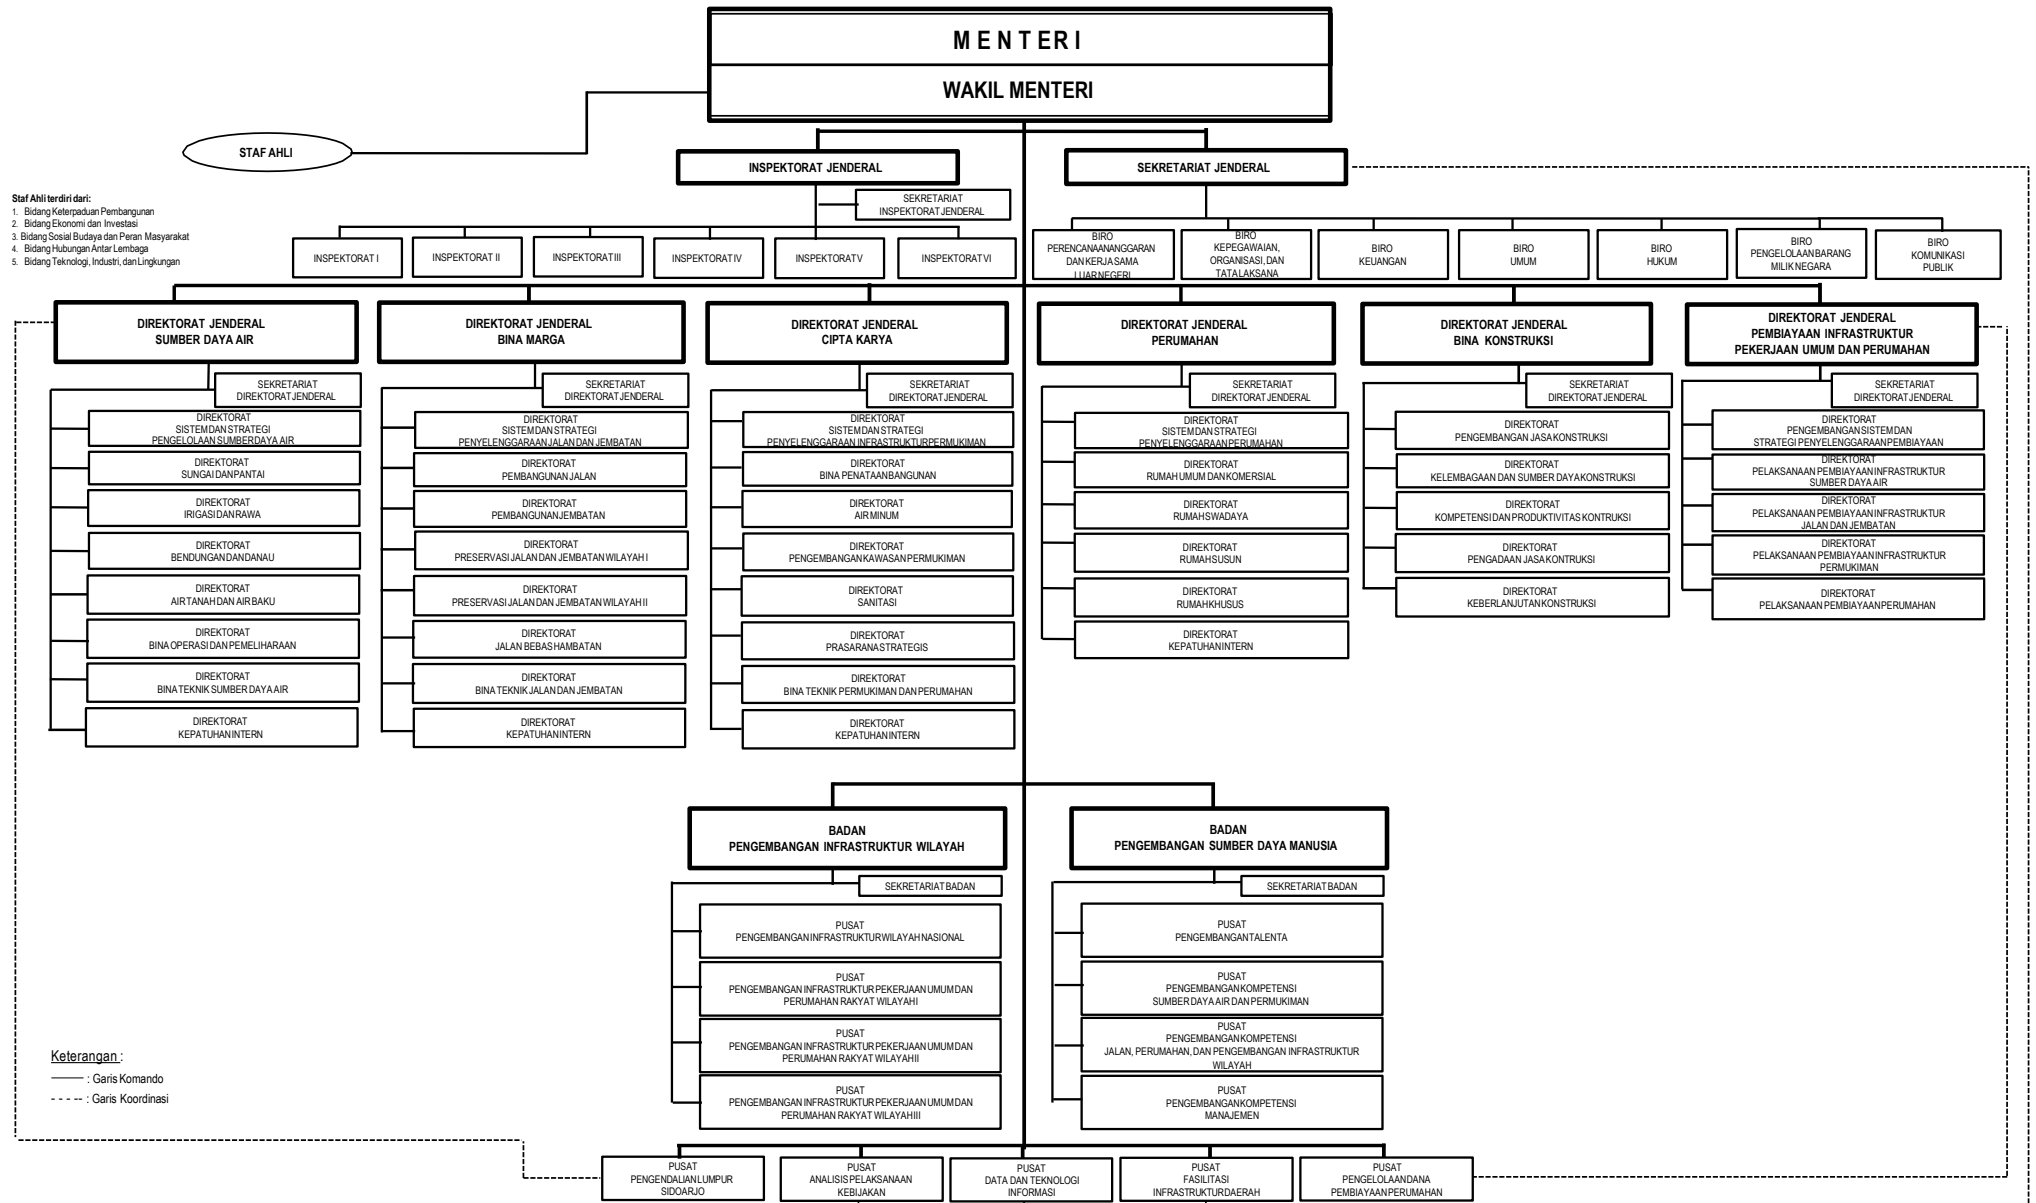 MENTERI
WAKIL MENTERI
STAF AHLI
INSPEKTORAT JENDERAL
SEKRETARIAT JENDERAL
Staf Ahli terdiri dari:
1. Bidang Keterpaduan Pembangunan
2. Bidang Ekonomi dan Investasi
3. Bidang Sosial Budaya dan Peran Masyarakat
4. Bidang Hubungan Antar Lembaga
5. Bidang Teknologi, Industri, dan Lingkungan
SEKRETARIAT
INSPEKTORAT JENDERAL
INSPEKTORAT I
INSPEKTORAT II
INSPEKTORAT III
INSPEKTORAT IV
INSPEKTORAT V
INSPEKTORAT VI
BIRO
PERENCANAAN ANGGARAN
DAN KERJA SAMA
LUAR NEGERI
BIRO
KEPEGAWAIAN,
ORGANISASI, DAN
TATA LAKSANA
BIRO
KEUANGAN
BIRO
UMUM
BIRO
HUKUM
BIRO
PENGELOLAAN BARANG
MILIK NEGARA
BIRO
KOMUNIKASI
PUBLIK
DIREKTORAT JENDERAL
SUMBER DAYA AIR
SEKRETARIAT
DIREKTORAT JENDERAL
DIREKTORAT
SISTEM DAN STRATEGI
PENGELOLAAN SUMBER DAYA AIR
DIREKTORAT
SUNGAI DAN PANTAI
DIREKTORAT
IRIGASI DAN RAWA
DIREKTORAT
BENDUNGAN DAN DANAU
DIREKTORAT
AIR TANAH DAN AIR BAKU
DIREKTORAT
BINA OPERASI DAN PEMELIHARAAN
DIREKTORAT
BINA TEKNIK SUMBER DAYA AIR
DIREKTORAT
KEPATUHAN INTERN
DIREKTORAT JENDERAL
BINA MARGA
SEKRETARIAT
DIREKTORAT JENDERAL
DIREKTORAT
SISTEM DAN STRATEGI
PENYELENGGARAAN JALAN DAN JEMBATAN
DIREKTORAT
PEMBANGUNAN JALAN
DIREKTORAT
PEMBANGUNAN JEMBATAN
DIREKTORAT
PRESERVASI JALAN DAN JEMBATAN WILAYAH I
DIREKTORAT
PRESERVASI JALAN DAN JEMBATAN WILAYAH II
DIREKTORAT
JALAN BEBAS HAMBATAN
DIREKTORAT
BINA TEKNIK JALAN DAN JEMBATAN
DIREKTORAT
KEPATUHAN INTERN
DIREKTORAT JENDERAL
CIPTA KARYA
SEKRETARIAT
DIREKTORAT JENDERAL
DIREKTORAT
SISTEM DAN STRATEGI
PENYELENGGARAAN INFRASTRUKTUR PERMUKIMAN
DIREKTORAT
BINA PENATAAN BANGUNAN
DIREKTORAT
AIR MINUM
DIREKTORAT
PENGEMBANGAN KAWASAN PERMUKIMAN
DIREKTORAT
SANITASI
DIREKTORAT
PRASARANA STRATEGIS
DIREKTORAT
BINA TEKNIK PERMUKIMAN DAN PERUMAHAN
DIREKTORAT
KEPATUHAN INTERN
DIREKTORAT JENDERAL
PERUMAHAN
SEKRETARIAT
DIREKTORAT JENDERAL
DIREKTORAT
SISTEM DAN STRATEGI
PENYELENGGARAAN PERUMAHAN
DIREKTORAT
RUMAH UMUM DAN KOMERSIAL
DIREKTORAT
RUMAH SWADAYA
DIREKTORAT
RUMAH SUSUN
DIREKTORAT
RUMAH KHUSUS
DIREKTORAT
KEPATUHAN INTERN
DIREKTORAT JENDERAL
BINA KONSTRUKSI
SEKRETARIAT
DIREKTORAT JENDERAL
DIREKTORAT
PENGEMBANGAN JASA KONSTRUKSI
DIREKTORAT
KELEMBAGAAN DAN SUMBER DAYA KONSTRUKSI
DIREKTORAT
KOMPETENSI DAN PRODUKTIVITAS KONTRUKSI
DIREKTORAT
PENGADAAN JASA KONTRUKSI
DIREKTORAT
KEBERLANJUTAN KONSTRUKSI
DIREKTORAT JENDERAL
PEMBIAYAAN INFRASTRUKTUR
PEKERJAAN UMUM DAN PERUMAHAN
SEKRETARIAT
DIREKTORAT JENDERAL
DIREKTORAT
PENGEMBANGAN SISTEM DAN
STRATEGI PENYELENGGARAAN PEMBIAYAAN
DIREKTORAT
PELAKSANAAN PEMBIAYAAN INFRASTRUKTUR
SUMBER DAYA AIR
DIREKTORAT
PELAKSANAAN PEMBIAYAAN INFRASTRUKTUR
JALAN DAN JEMBATAN
DIREKTORAT
PELAKSANAAN PEMBIAYAAN INFRASTRUKTUR
PERMUKIMAN
DIREKTORAT
PELAKSANAAN PEMBIAYAAN PERUMAHAN
BADAN
PENGEMBANGAN INFRASTRUKTUR WILAYAH
SEKRETARIAT BADAN
PUSAT
PENGEMBANGAN INFRASTRUKTUR WILAYAH NASIONAL
PUSAT
PENGEMBANGAN INFRASTRUKTUR PEKERJAAN UMUM DAN
PERUMAHAN RAKYAT WILAYAH I
PUSAT
PENGEMBANGAN INFRASTRUKTUR PEKERJAAN UMUM DAN
PERUMAHAN RAKYAT WILAYAH II
PUSAT
PENGEMBANGAN INFRASTRUKTUR PEKERJAAN UMUM DAN
PERUMAHAN RAKYAT WILAYAH III
BADAN
PENGEMBANGAN SUMBER DAYA MANUSIA
SEKRETARIAT BADAN
PUSAT
PENGEMBANGAN TALENTA
PUSAT
PENGEMBANGAN KOMPETENSI
SUMBER DAYA AIR DAN PERMUKIMAN
PUSAT
PENGEMBANGAN KOMPETENSI
JALAN, PERUMAHAN, DAN PENGEMBANGAN INFRASTRUKTUR
WILAYAH
PUSAT
PENGEMBANGAN KOMPETENSI
MANAJEMEN
Keterangan :
: Garis Komando
: Garis Koordinasi
PUSAT
PENGENDALIAN LUMPUR
SIDOARJO
PUSAT
ANALISIS PELAKSANAAN
KEBIJAKAN
PUSAT
DATA DAN TEKNOLOGI
INFORMASI
PUSAT
FASILITASI
INFRASTRUKTUR DAERAH
PUSAT
PENGELOLAAN DANA
PEMBIAYAAN PERUMAHAN